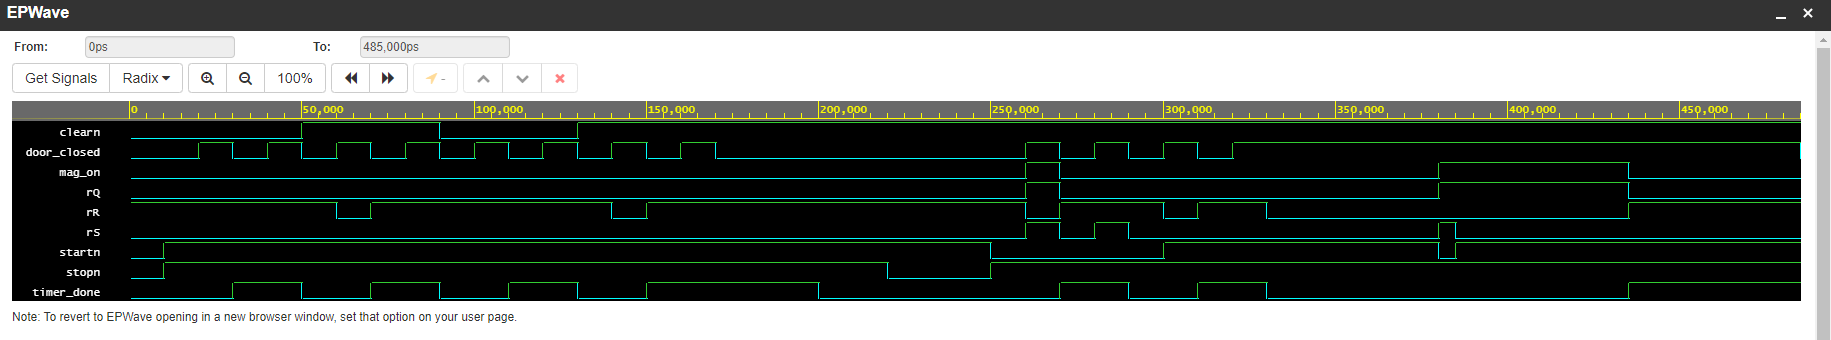 EPWave
From: 0ps To: 485,000ps
Get Signals Radix 100% -
0 50,000 100,000 150,000 200,000 250,000 300,000 350,000 400,000 450,000
clearn
door_closed
mag_on
rQ
rR
rS
startn
stopn
timer_done
Note: To revert to EPWave opening in a new browser window, set that option on your user page.